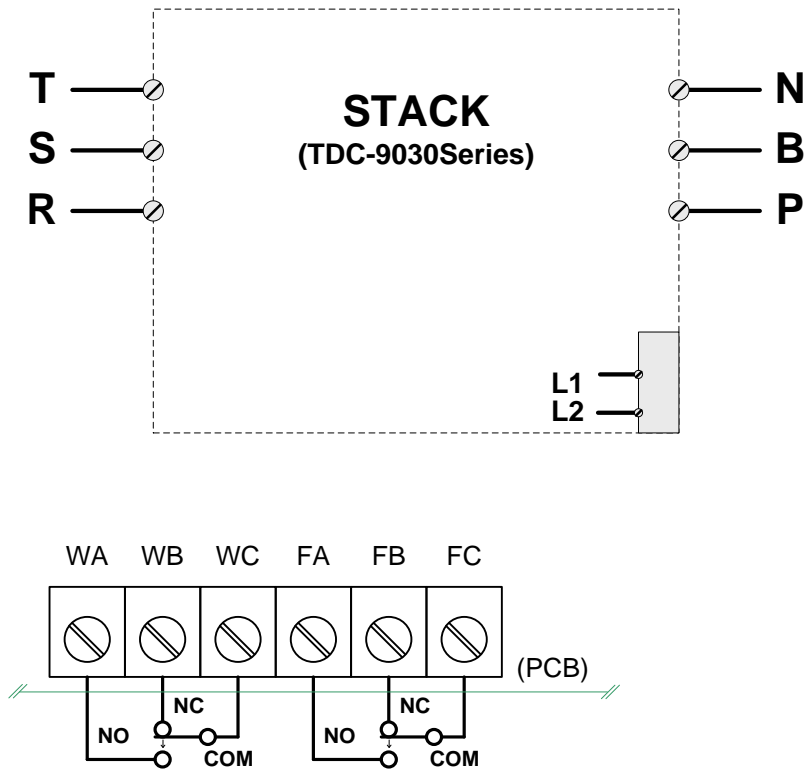 T
STACK
N
S
(TDC-9030Series)
B
R
P
L1
L2
WA WB WC FA FB FC
(PCB)
NC NC
NO NO
COM COM